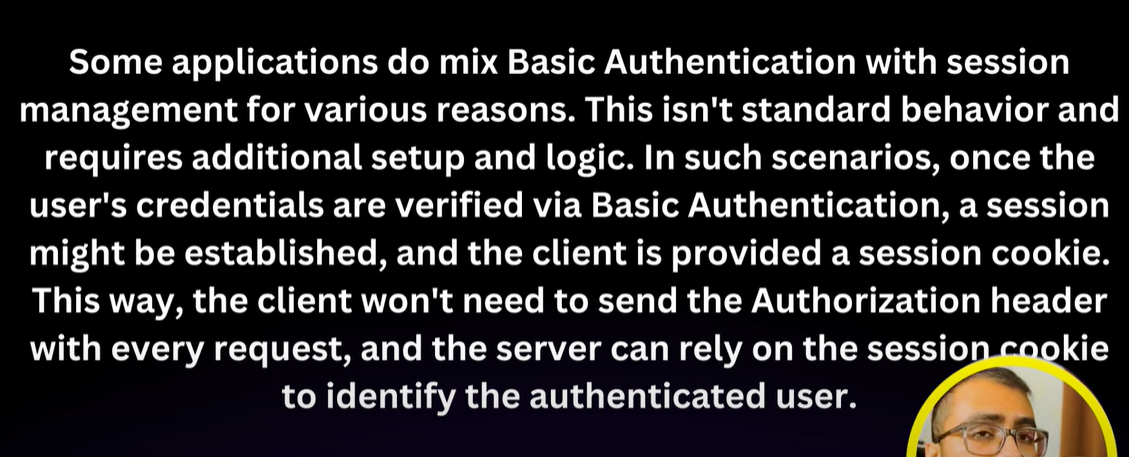 Some applications do mix Basic Authentication with session
management for various reasons. This isn't standard behavior and
requires additional setup and logic. In such scenarios, once the
user's credentials are verified via Basic Authentication, a session
might be established, and the client is provided a session cookie.
This way, the client won't need to send the Authorization header
with every request, and the server can rely on the session cookie
to identify the authenticated user.